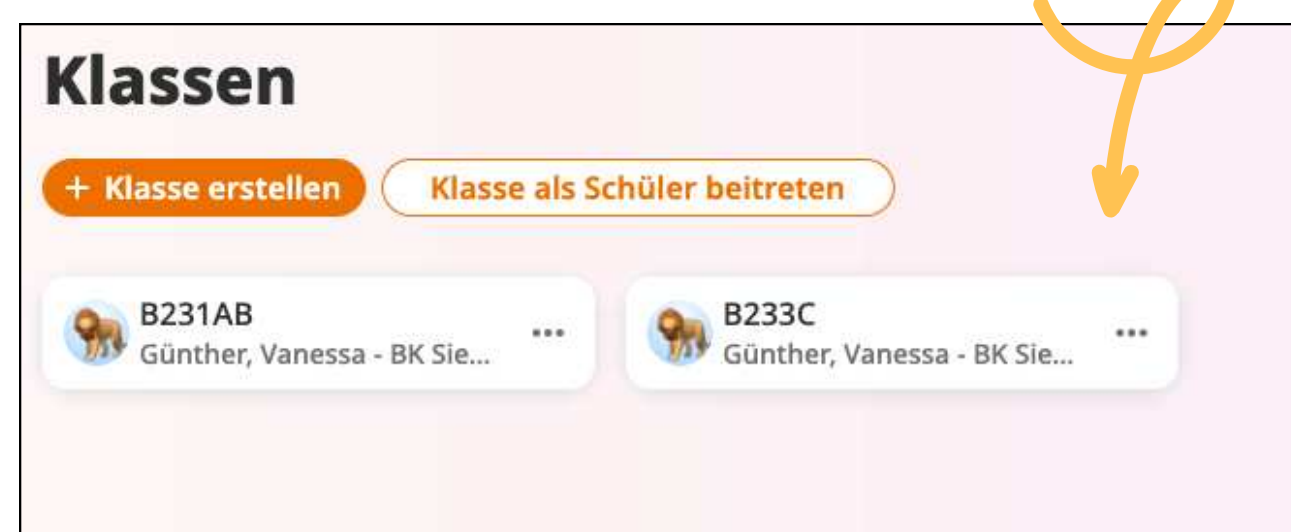 Klassen
+ Klasse erstellen
Klasse als Schüler beitreten
B231AB
Günther, Vanessa - BK Sie...
B233C
Günther, Vanessa - BK Sie...